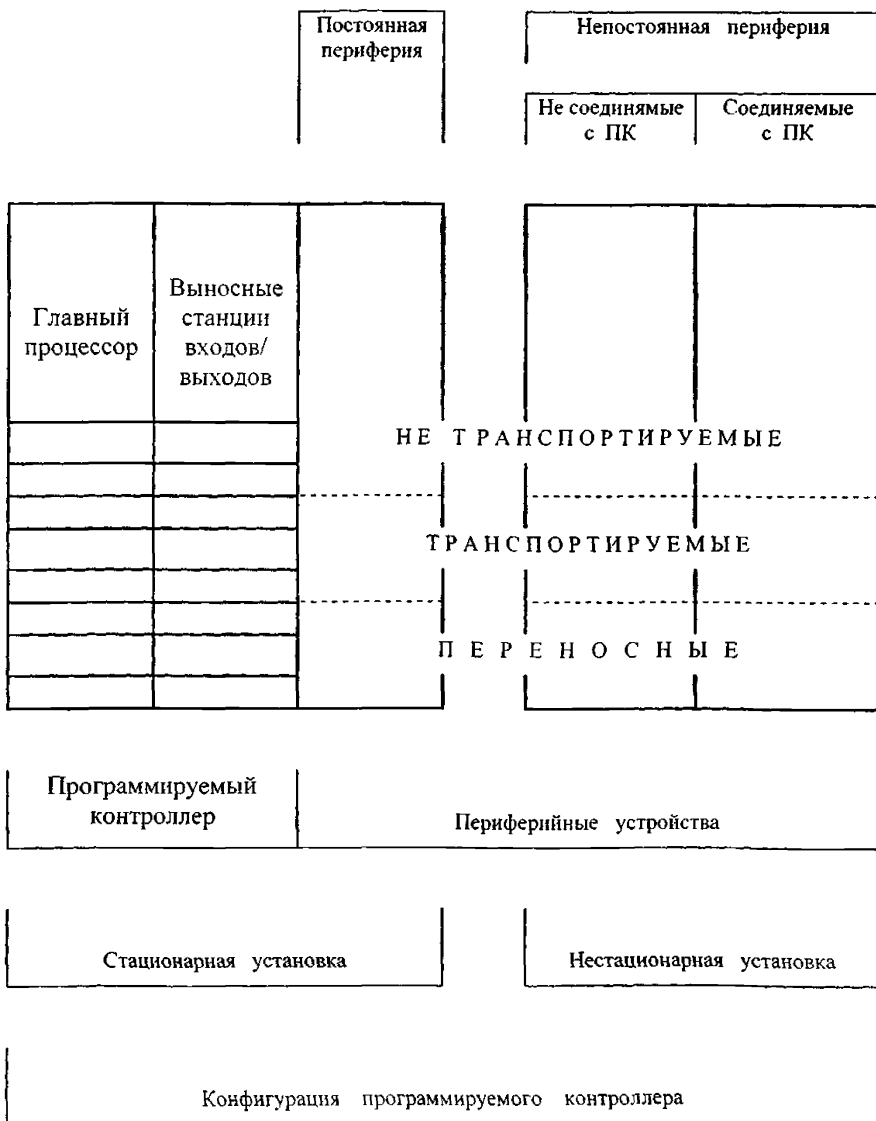 Постоянная
периферия
Непостоянная периферия
Не соединямые
с ПК
Соединяемые
с ПК
Главный
процессор
Выносные
станции
входов/
выходов
НЕ ТРАНСПОРТИРУЕМЫЕ
ТРАНСПОРТИРУЕМЫЕ
ПЕРЕНОСНЫЕ
Программируемый
контроллер
Периферийные устройства
Стационарная установка
Нестационарная установка
Конфигурация программируемого контроллера